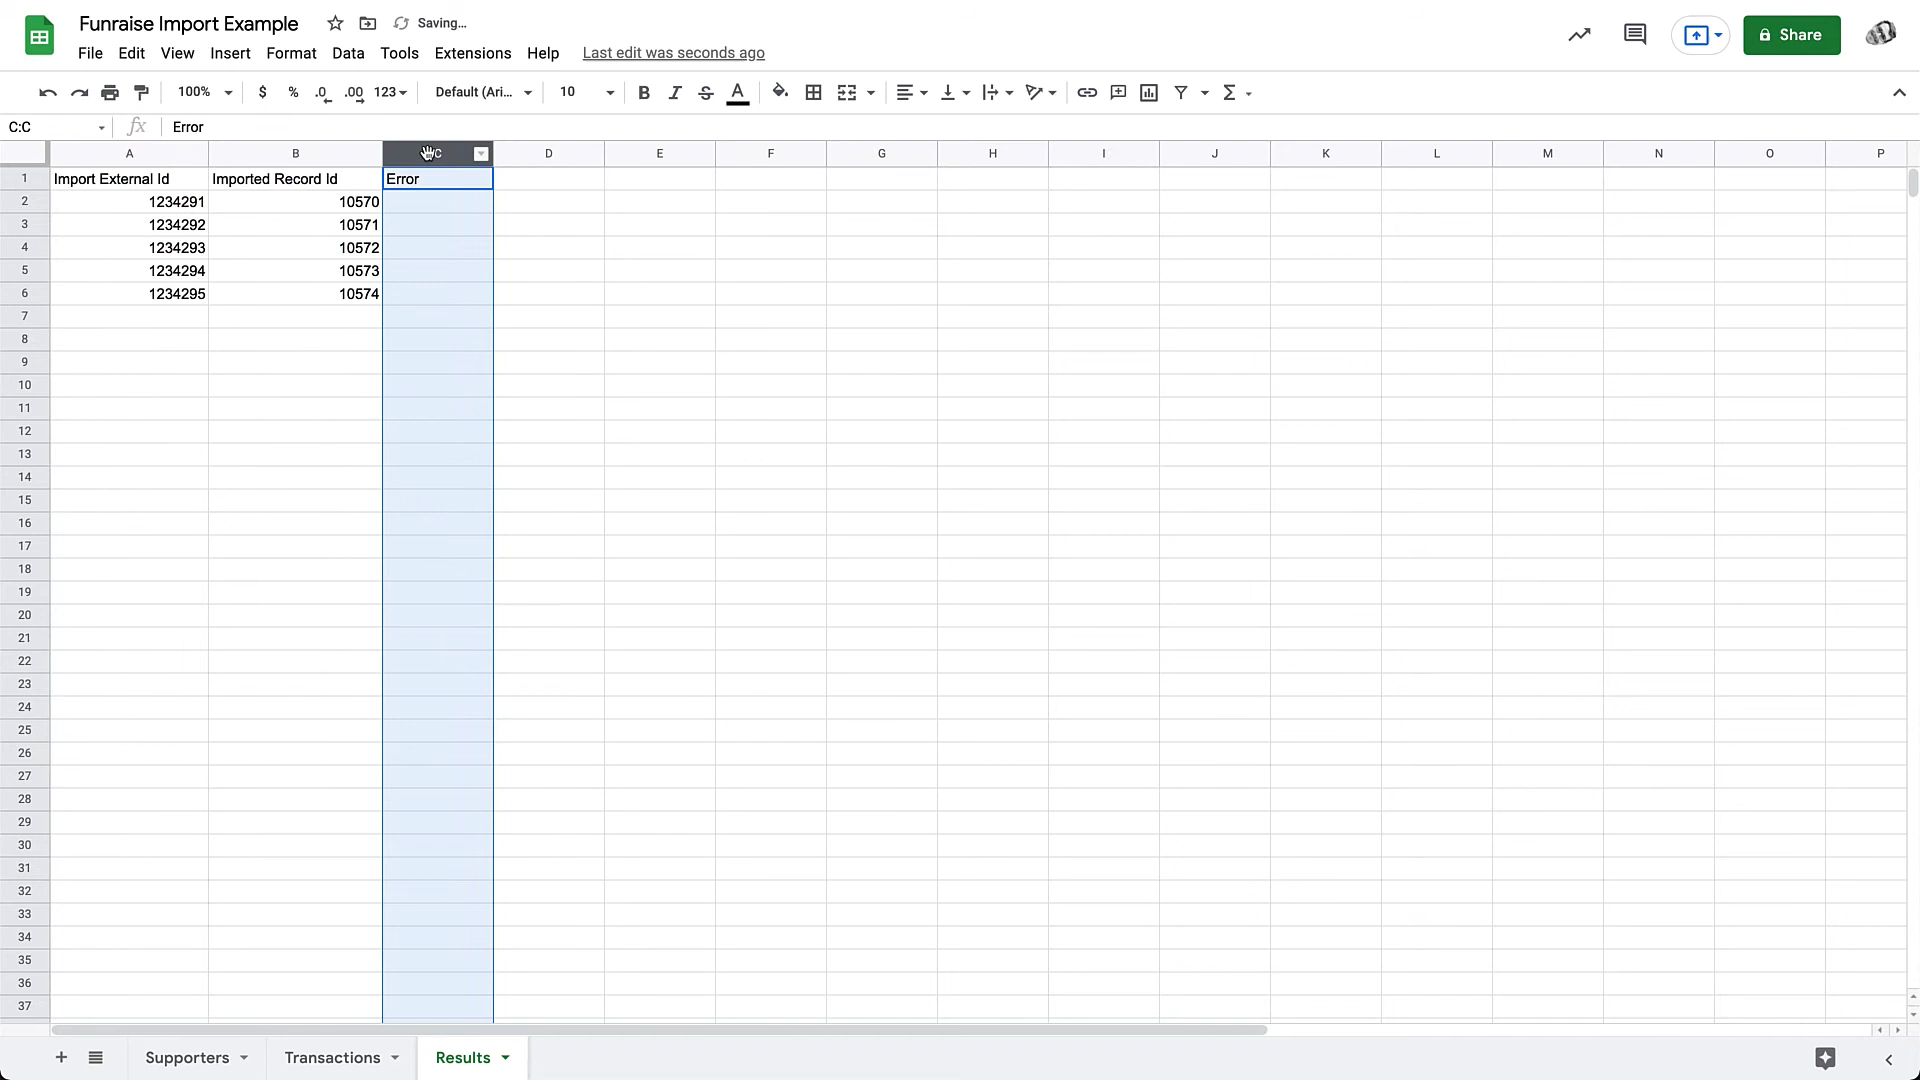 Funraise Import Example Saving...
File Edit View Insert Format Data Tools Extensions Help Last edit was seconds ago
Share
100% $ % .0 .00 123 Default (Ari... 10 B I S A Σ
C:C fx Error
A B C D E F G H I J K L M N O P
1 Import External Id Imported Record Id Error
2 1234291 10570
3 1234292 10571
4 1234293 10572
5 1234294 10573
6 1234295 10574
7
8
9
10
11
12
13
14
15
16
17
18
19
20
21
22
23
24
25
26
27
28
29
30
31
32
33
34
35
36
37
+ Supporters Transactions Results